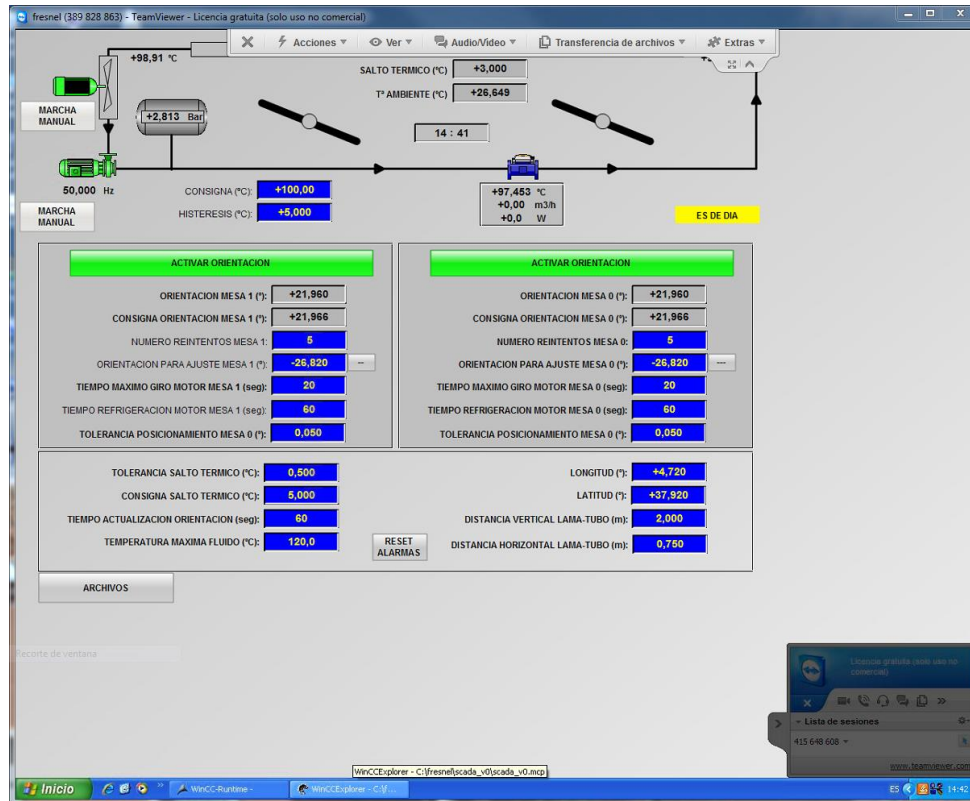 fresnel (389 828 863) - TeamViewer - Licencia gratuita (solo uso no comercial)
Acciones Ver Audio/Video Transferencia de archivos Extras
+98,91 °C
SALTO TERMICO (°C) +3,000
Tª AMBIENTE (°C) +26,649
MARCHA MANUAL
+2,813 Bar
14 : 41
50,000 Hz
CONSIGNA (°C): +100,00
HISTERESIS (°C): +5,000
+97,453 °C
+0,00 m3/h
+0,0 W
MARCHA MANUAL
ES DE DIA
ACTIVAR ORIENTACION
ORIENTACION MESA 1 (°): +21,960
CONSIGNA ORIENTACION MESA 1 (°): +21,966
NUMERO REINTENTOS MESA 1: 5
ORIENTACION PARA AJUSTE MESA 1 (°): -26,820 ---
TIEMPO MAXIMO GIRO MOTOR MESA 1 (seg): 20
TIEMPO REFRIGERACION MOTOR MESA 1 (seg): 60
TOLERANCIA POSICIONAMIENTO MESA 0 (°): 0,050
ACTIVAR ORIENTACION
ORIENTACION MESA 0 (°): +21,960
CONSIGNA ORIENTACION MESA 0 (°): +21,966
NUMERO REINTENTOS MESA 0: 5
ORIENTACION PARA AJUSTE MESA 0 (°): -26,820 ---
TIEMPO MAXIMO GIRO MOTOR MESA 0 (seg): 20
TIEMPO REFRIGERACION MOTOR MESA 0 (seg): 60
TOLERANCIA POSICIONAMIENTO MESA 0 (°): 0,050
TOLERANCIA SALTO TERMICO (°C): 0,500
CONSIGNA SALTO TERMICO (°C): 5,000
TIEMPO ACTUALIZACION ORIENTACION (seg): 60
TEMPERATURA MAXIMA FLUIDO (°C): 120,0
RESET ALARMAS
LONGITUD (°): +4,720
LATITUD (°): +37,920
DISTANCIA VERTICAL LAMA-TUBO (m): 2,000
DISTANCIA HORIZONTAL LAMA-TUBO (m): 0,750
ARCHIVOS
Recorte de ventana
Licencia gratuita (solo uso no comercial)
Lista de sesiones
415 648 608
www.teamviewer.com
WinCCExplorer - C:\fresnel\scada_v0\scada_v0.mcp
Inicio
WinCC-Runtime -
WinCCExplorer - C:\f...
ES 14:42